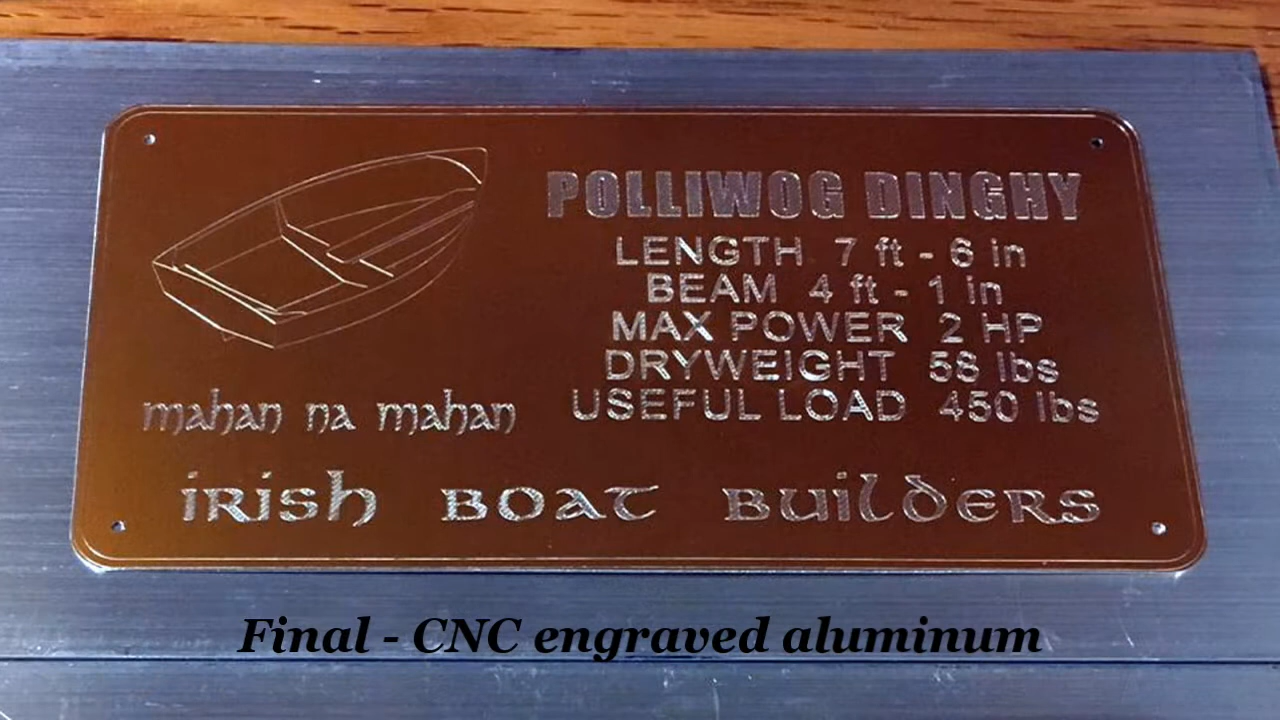 POLLIWOG DINGHY
LENGTH 7 ft - 6 in
BEAM 4 ft - 1 in
MAX POWER 2 HP
DRYWEIGHT 58 lbs
USEFUL LOAD 450 lbs
mahan na mahan
irish boat builders
Final - CNC engraved aluminum